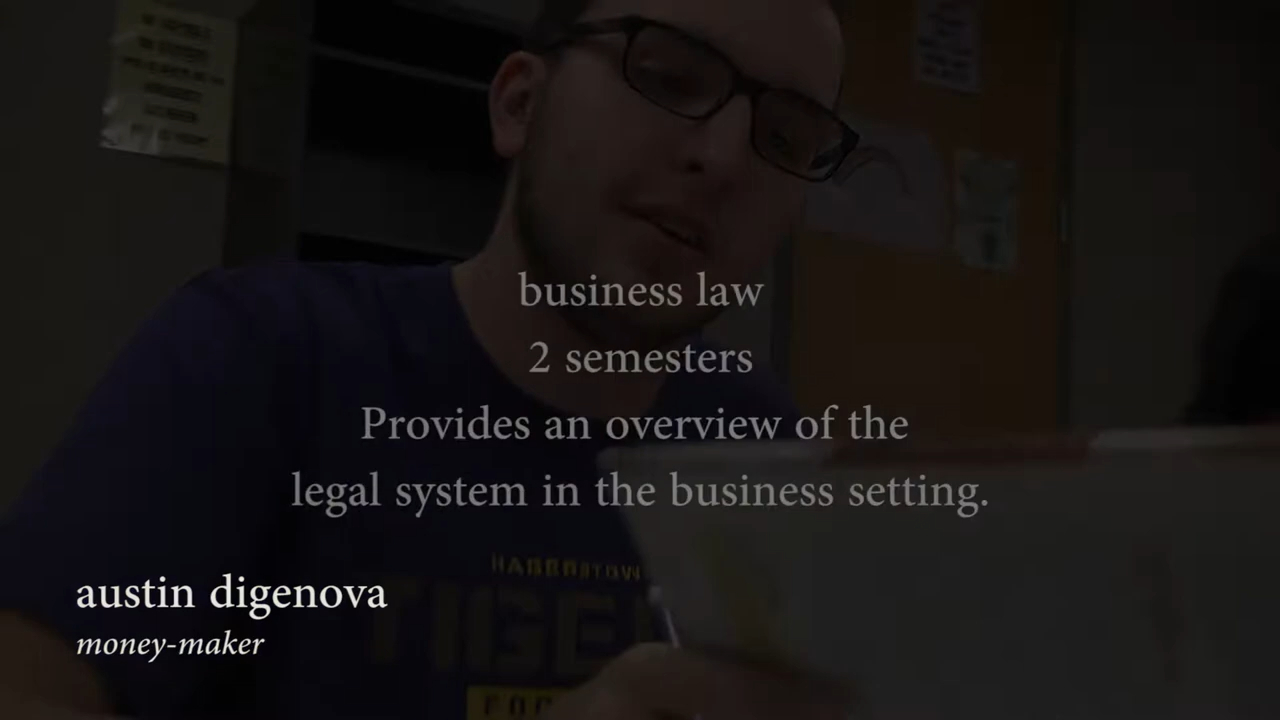 business law
2 semesters
Provides an overview of the
legal system in the business setting.
austin digenova
money-maker
TIGE